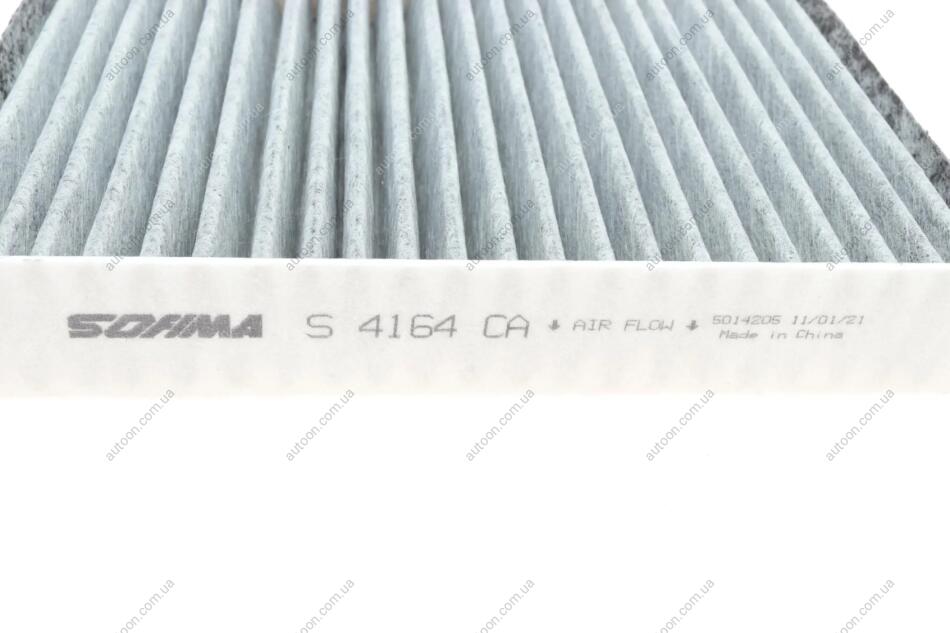 SOFIMA S 4164 CA AIR FLOW 5014205 11/01/21
Made in China
autoon.com.ua